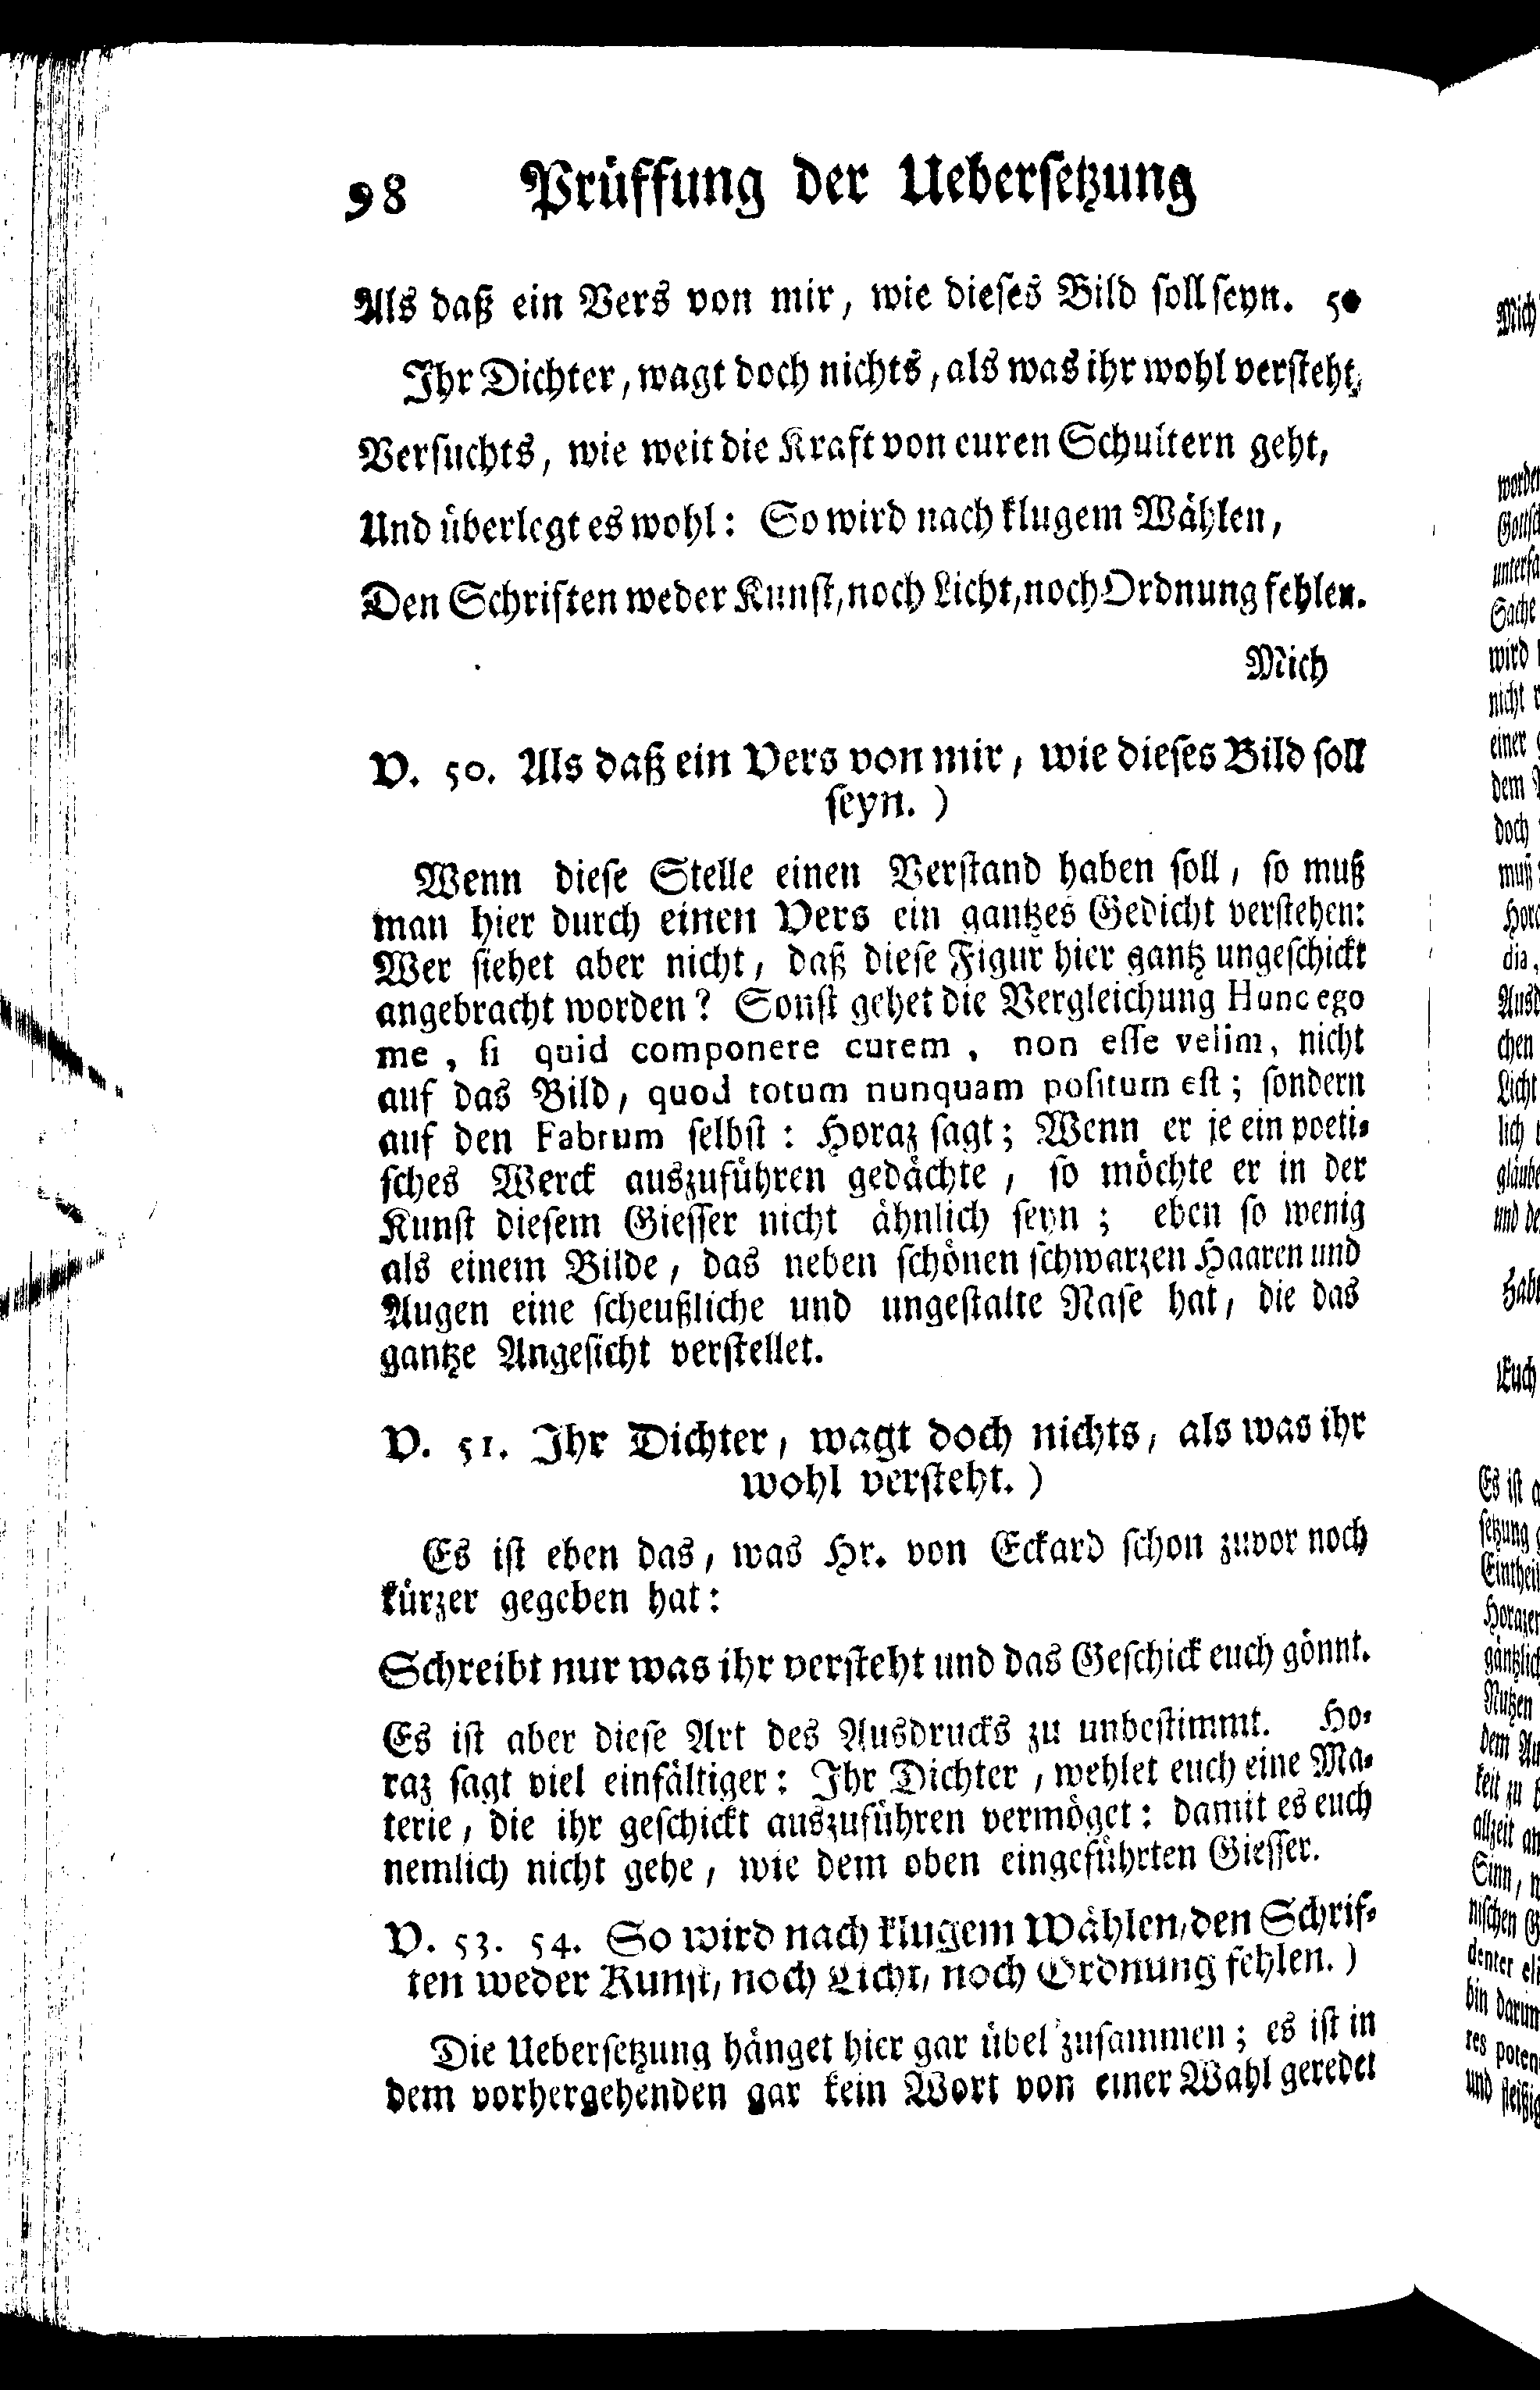 98 Prüffung der Uebersetzung
Als daß ein Vers von mir, wie dieses Bild soll seyn. 50
Ihr Dichter, wagt doch nichts, als was ihr wohl versteht,
Versuchts, wie weit die Kraft von euren Schultern geht,
Und überlegt es wohl: So wird nach klugem Wählen,
Den Schriften weder Kunst, noch Licht, noch Ordnung fehlen.
Mich
V. 50. Als daß ein Vers von mir, wie dieses Bild soll
seyn. )
Wenn diese Stelle einen Verstand haben soll, so muß
man hier durch einen Vers ein gantzes Gedicht verstehen:
Wer siehet aber nicht, daß diese Figur hier gantz ungeschickt
angebracht worden? Sonst gehet die Vergleichung Hunc ego
me, si quid componere curem, non esse velim, nicht
auf das Bild, quod totum nunquam positum est; sondern
auf den Fabrum selbst: Horaz sagt; Wenn er je ein poeti-
sches Werck auszuführen gedächte, so möchte er in der
Kunst diesem Giesser nicht ähnlich seyn; eben so wenig
als einem Bilde, das neben schönen schwarzen Haaren und
Augen eine scheußliche und ungestalte Nase hat, die das
gantze Angesicht verstellet.
V. 51. Ihr Dichter, wagt doch nichts, als was ihr
wohl versteht. )
Es ist eben das, was Hr. von Eckard schon zuvor noch
kürzer gegeben hat:
Schreibt nur was ihr versteht und das Geschick euch gönnt.
Es ist aber diese Art des Ausdrucks zu unbestimmt. Ho-
raz sagt viel einfältiger: Ihr Dichter, wehlet euch eine Ma-
terie, die ihr geschickt auszuführen vermöget: damit es euch
nemlich nicht gehe, wie dem oben eingeführten Giesser.
V. 53. 54. So wird nach klugem Wählen, den Schrif-
ten weder Kunst, noch Licht, noch Ordnung fehlen. )
Die Uebersetzung hänget hier gar übel zusammen; es ist in
dem vorhergehenden gar kein Wort von einer Wahl geredet